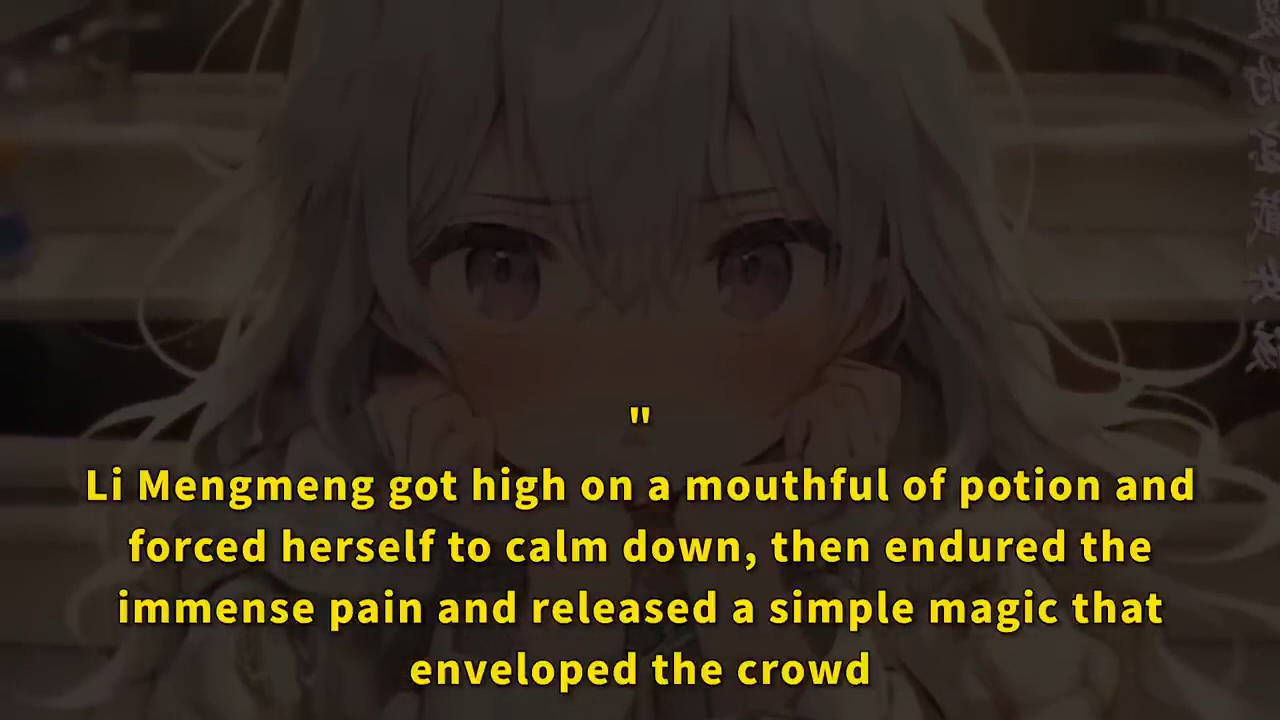 "
Li Mengmeng got high on a mouthful of potion and
forced herself to calm down, then endured the
immense pain and released a simple magic that
enveloped the crowd